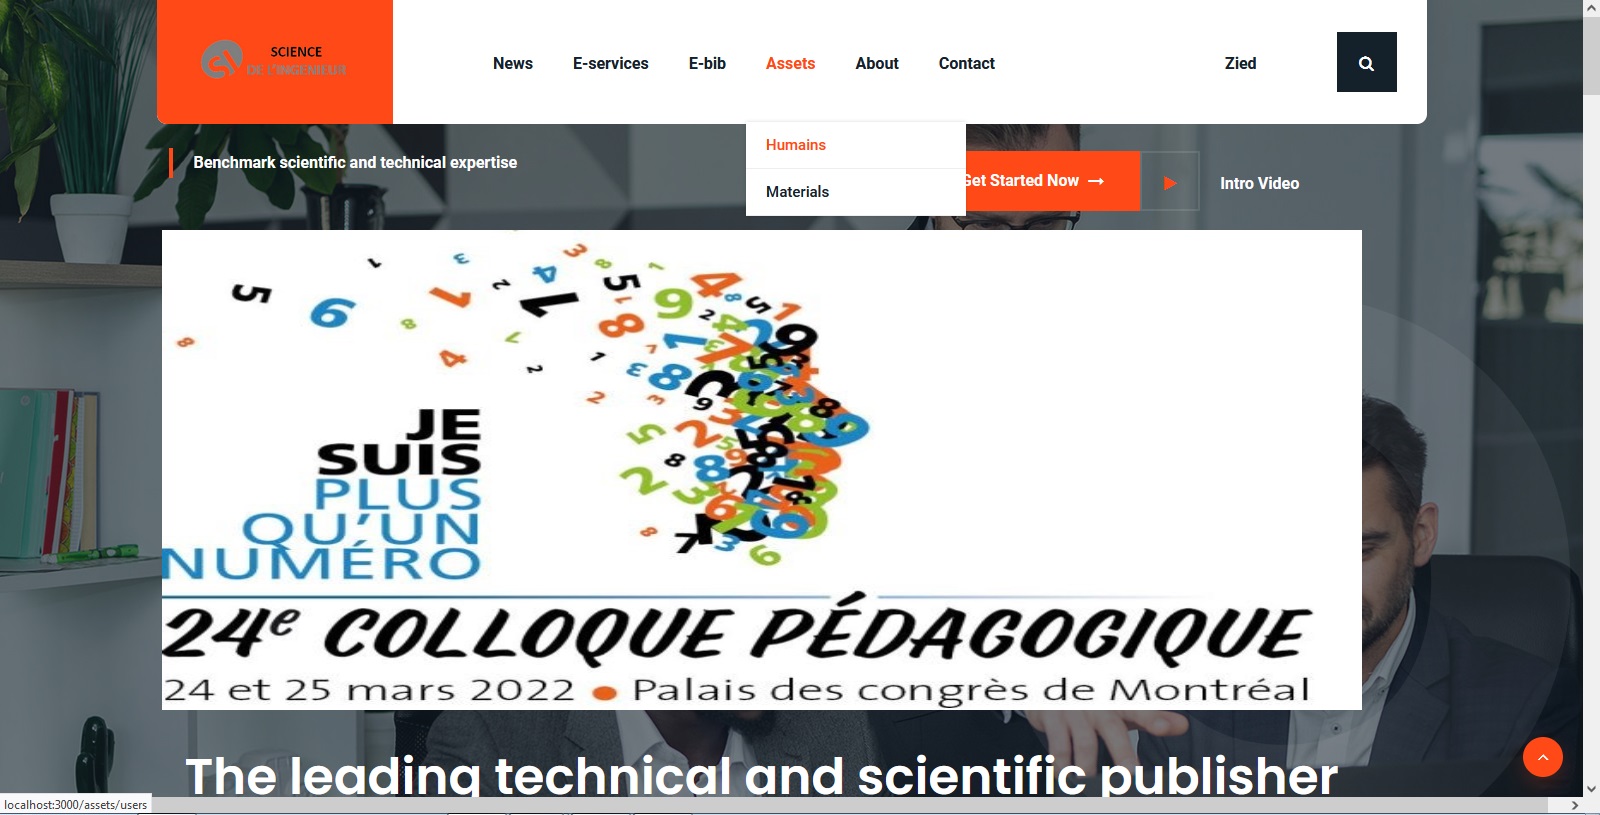 SCIENCE
DE L'INGENIEUR
News E-services E-bib Assets About Contact Zied
Humains
Materials
Benchmark scientific and technical expertise
Get Started Now →
Intro Video
JE
SUIS
PLUS
QU'UN
NUMÉRO
24e COLLOQUE PÉDAGOGIQUE
24 et 25 mars 2022 ● Palais des congrès de Montréal
The leading technical and scientific publisher
localhost:3000/assets/users